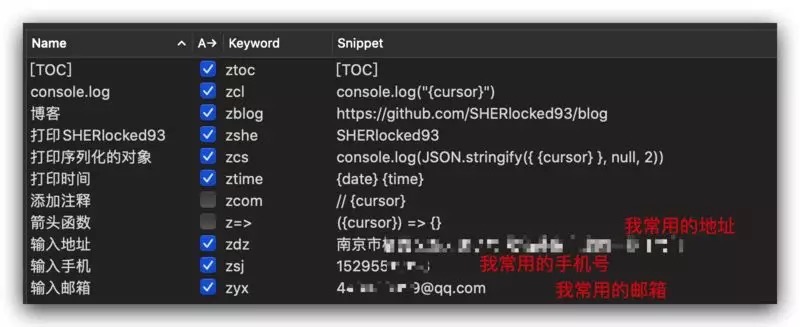 Name A→ Keyword Snippet
[TOC] ztoc [TOC]
console.log zcl console.log("{cursor}")
博客 zblog https://github.com/SHERlocked93/blog
打印SHERlocked93 zshe SHERlocked93
打印序列化的对象 zcs console.log(JSON.stringify({ {cursor} }, null, 2))
打印时间 ztime {date} {time}
添加注释 zcom // {cursor}
箭头函数 z=> ({cursor}) => {}
我常用的地址
输入地址 zdz 南京市
输入手机 zsj 152955 我常用的手机号
输入邮箱 zyx 4 9@qq.com 我常用的邮箱